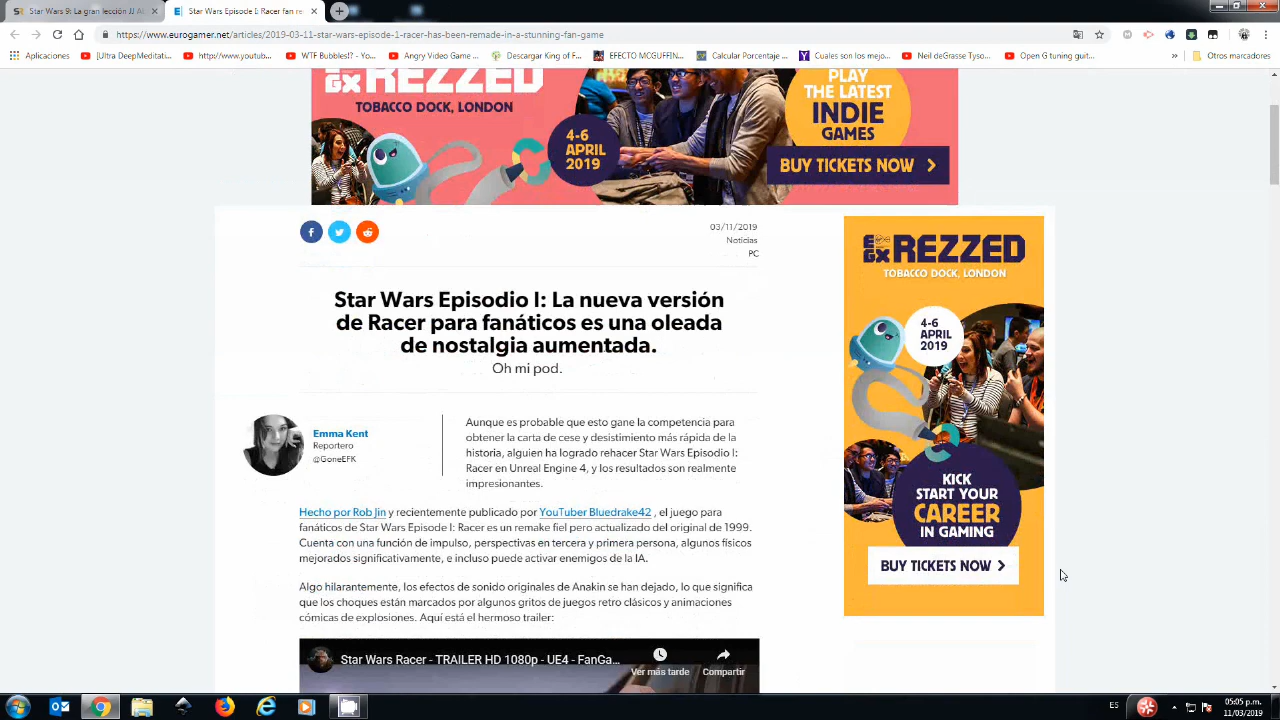 Star Wars 9: La gran lección JJ A
Star Wars Episode I: Racer fan re
https://www.eurogamer.net/articles/2019-03-11-star-wars-episode-1-racer-has-been-remade-in-a-stunning-fan-game
Aplicaciones
[Ultra DeepMeditati...
http//www.youtub...
WTF Bubbles!? - Yo...
Angry Video Game ...
Descargar King of F...
EFECTO MCGUFFIN...
Calcular Porcentaje ...
Cuales son los mejo...
Neil deGrasse Tyso...
Open G tuning guit...
»
Otros marcadores
EGX REZZED
TOBACCO DOCK, LONDON
4-6
APRIL
2019
PLAY
THE LATEST
INDIE
GAMES
BUY TICKETS NOW
03/11/2019
Noticias
PC
Star Wars Episodio I: La nueva versión
de Racer para fanáticos es una oleada
de nostalgia aumentada.
Oh mi pod.
Emma Kent
Reportero
@GoneEFK
Aunque es probable que esto gane la competencia para
obtener la carta de cese y desistimiento más rápida de la
historia, alguien ha logrado rehacer Star Wars Episodio I:
Racer en Unreal Engine 4, y los resultados son realmente
impresionantes.
Hecho por Rob Jin y recientemente publicado por YouTuber Bluedrake42 , el juego para
fanáticos de Star Wars Episode I: Racer es un remake fiel pero actualizado del original de 1999.
Cuenta con una función de impulso, perspectivas en tercera y primera persona, algunos físicos
mejorados significativamente, e incluso puede activar enemigos de la IA.
Algo hilarantemente, los efectos de sonido originales de Anakin se han dejado, lo que significa
que los choques están marcados por algunos gritos de juegos retro clásicos y animaciones
cómicas de explosiones. Aquí está el hermoso trailer:
Star Wars Racer - TRAILER HD 1080p - UE4 - FanGa...
Ver más tarde
Compartir
EGX REZZED
TOBACCO DOCK, LONDON
4-6
APRIL
2019
KICK
START YOUR
CAREER
IN GAMING
BUY TICKETS NOW
ES
05:05 p.m.
11/03/2019